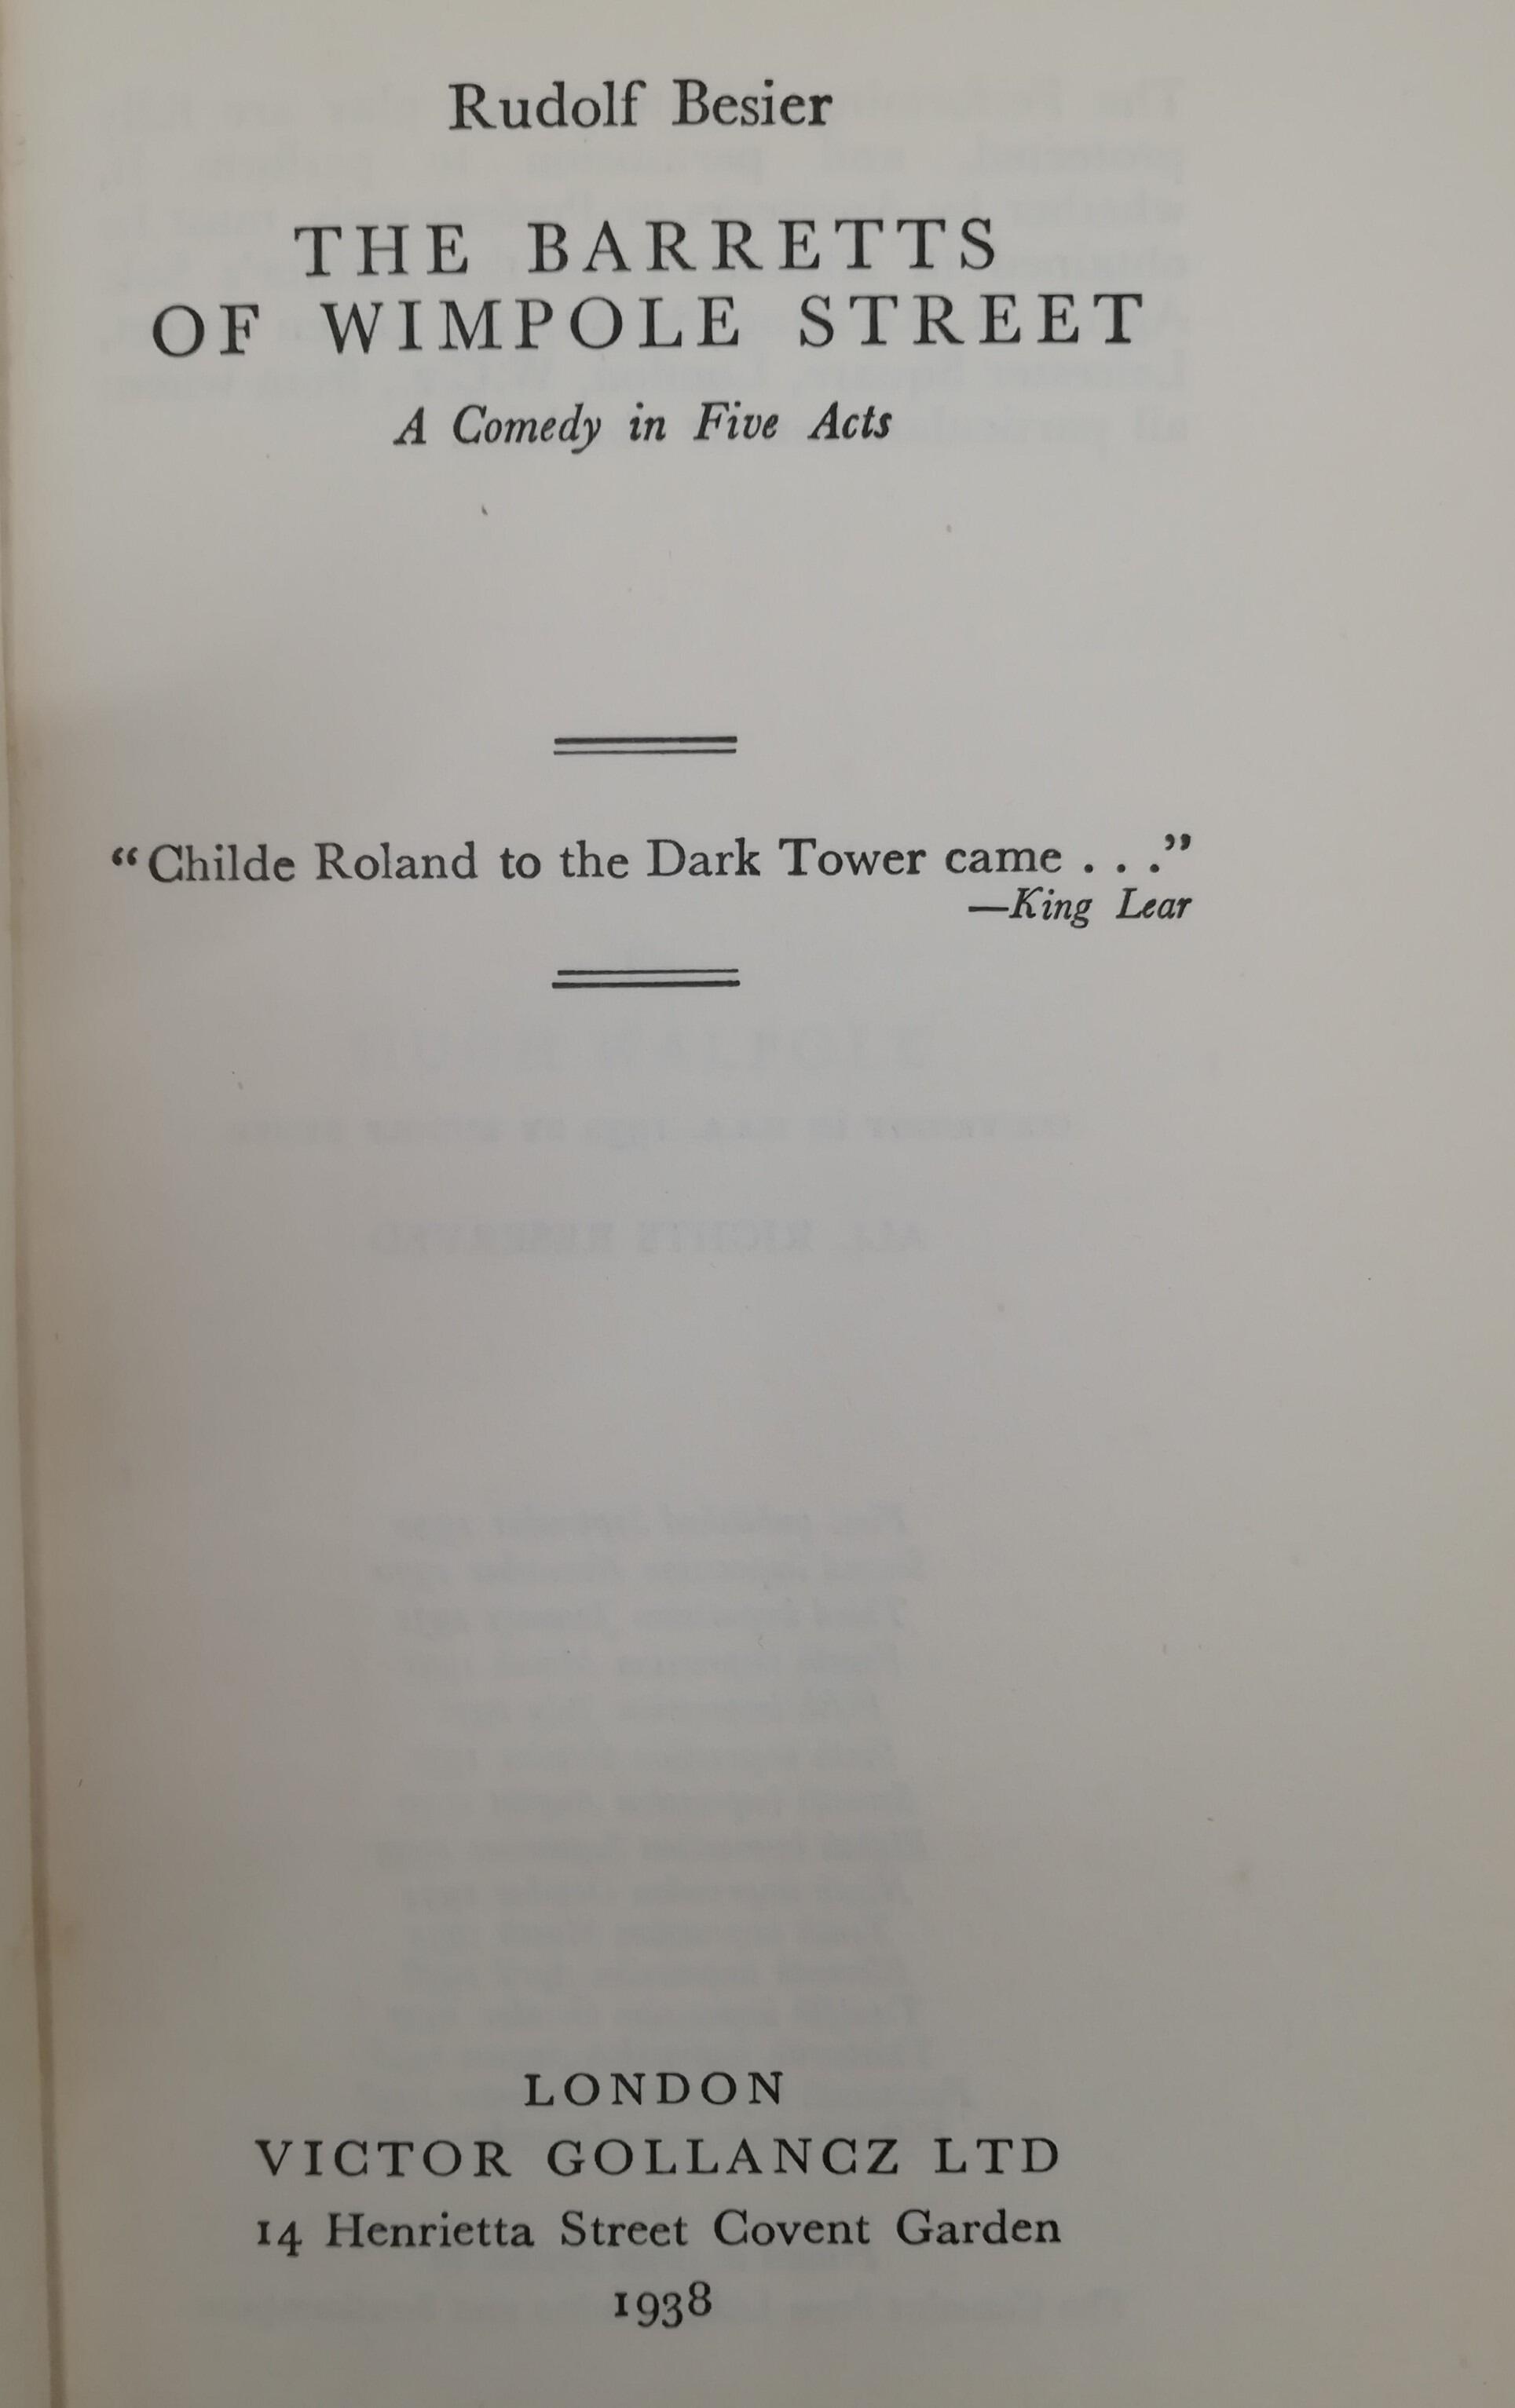 Rudolf Besier
THE BARRETTS
OF WIMPOLE STREET
A Comedy in Five Acts
“Childe Roland to the Dark Tower came . . .”
—King Lear
LONDON
VICTOR GOLLANCZ LTD
14 Henrietta Street Covent Garden
1938